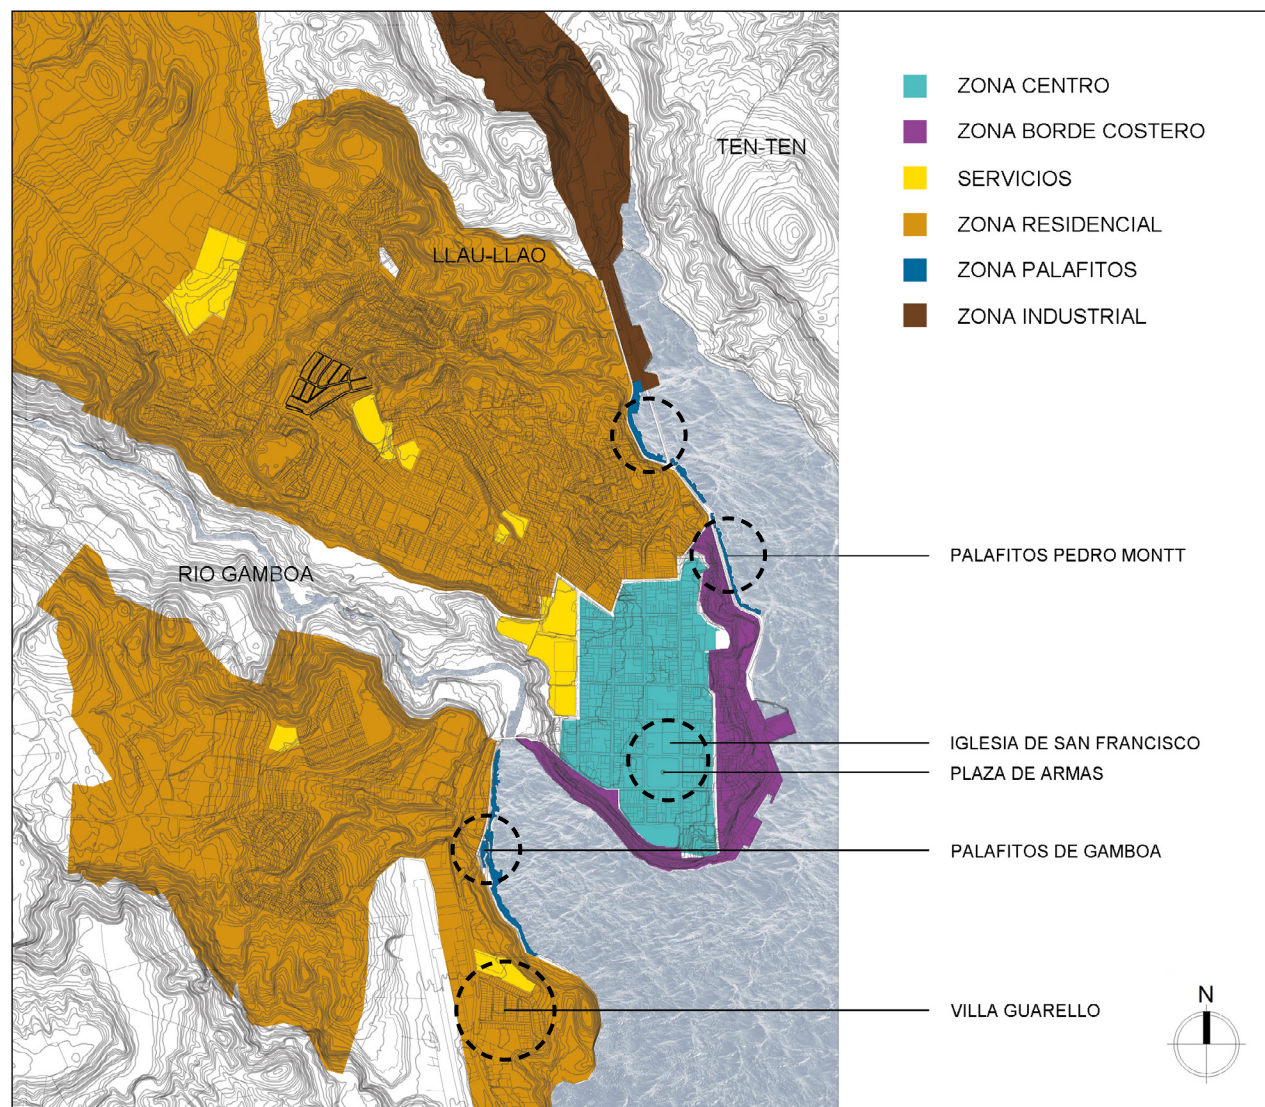 TEN-TEN
LLAU-LLAO
RIO GAMBOA
ZONA CENTRO
ZONA BORDE COSTERO
SERVICIOS
ZONA RESIDENCIAL
ZONA PALAFITOS
ZONA INDUSTRIAL
PALAFITOS PEDRO MONTT
IGLESIA DE SAN FRANCISCO
PLAZA DE ARMAS
PALAFITOS DE GAMBOA
VILLA GUARELLO
N